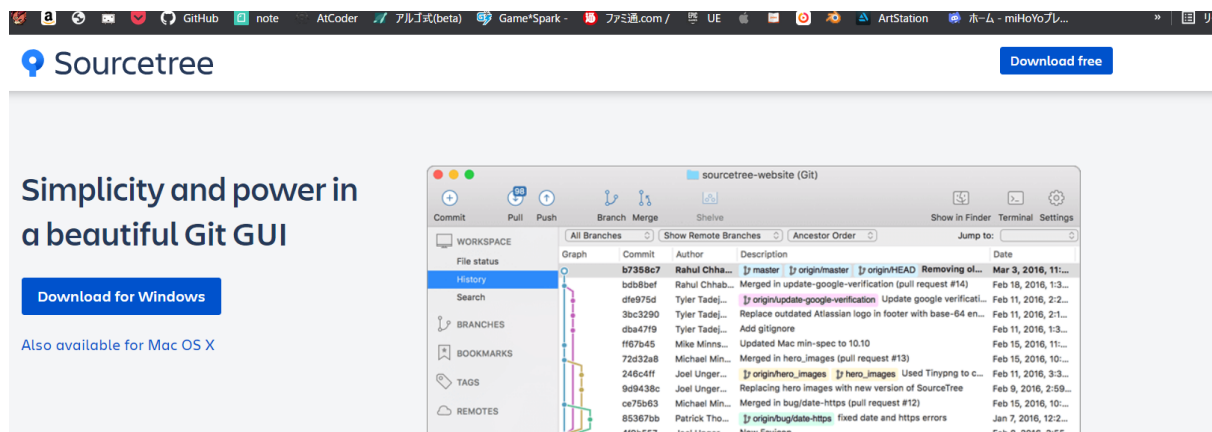 GitHub note AtCoder アルゴ式(beta) Game*Spark - ファミ通.com / UE ArtStation ホーム - miHoYoプレ... »
Sourcetree
Download free
Simplicity and power in
a beautiful Git GUI
Download for Windows
Also available for Mac OS X
sourcetree-website (Git)
98
Commit Pull Push Branch Merge Shelve Show in Finder Terminal Settings
WORKSPACE
File status
History
Search
BRANCHES
BOOKMARKS
TAGS
REMOTES
All Branches Show Remote Branches Ancestor Order Jump to:
Graph Commit Author Description Date
b7358c7 Rahul Chha... master origin/master origin/HEAD Removing ol... Mar 3, 2016, 11:...
bdb8bef Rahul Chhab... Merged in update-google-verification (pull request #14) Feb 18, 2016, 1:3...
dfe975d Tyler Tadej... origin/update-google-verification Update google verificati... Feb 11, 2016, 2:2...
3bc3290 Tyler Tadej... Replace outdated Atlassian logo in footer with base-64 en... Feb 11, 2016, 2:1...
dba47f9 Tyler Tadej... Add gitignore Feb 11, 2016, 1:3...
ff67b45 Mike Minns... Updated Mac min-spec to 10.10 Feb 15, 2016, 11:...
72d32a8 Michael Min... Merged in hero_images (pull request #13) Feb 15, 2016, 10:...
246c4ff Joel Unger... origin/hero_images hero_images Used Tinypng to c... Feb 11, 2016, 3:3...
9d9438c Joel Unger... Replacing hero images with new version of SourceTree Feb 9, 2016, 2:59...
ce75b63 Michael Min... Merged in bug/date-https (pull request #12) Feb 15, 2016, 10:...
85367bb Patrick Tho... origin/bug/date-https fixed date and https errors Jan 7, 2016, 12:2...